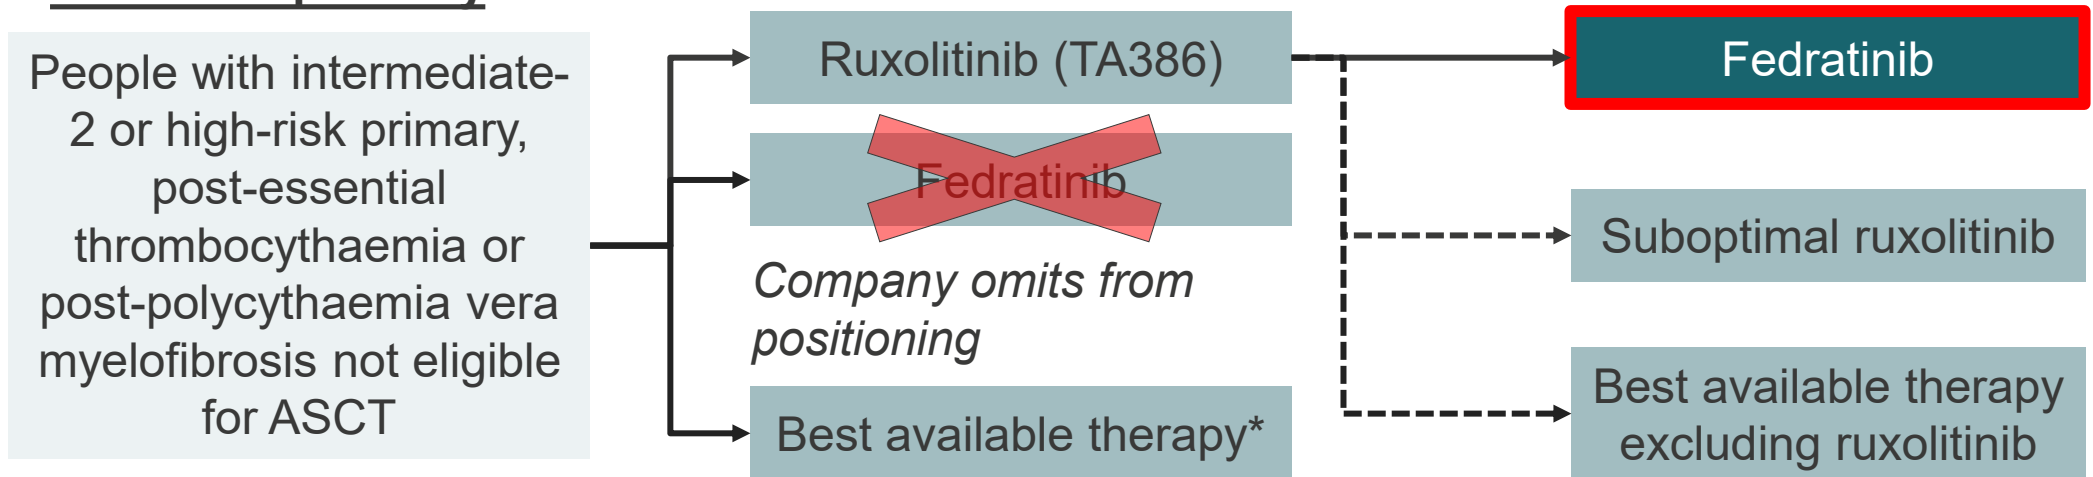 People with intermediate-
2 or high-risk primary,
post-essential
thrombocythaemia or
post-polycythaemia vera
myelofibrosis not eligible
for ASCT
Ruxolitinib (TA386)
Fedratinib
Company omits from
positioning
Best available therapy*
Fedratinib
Suboptimal ruxolitinib
Best available therapy
excluding ruxolitinib